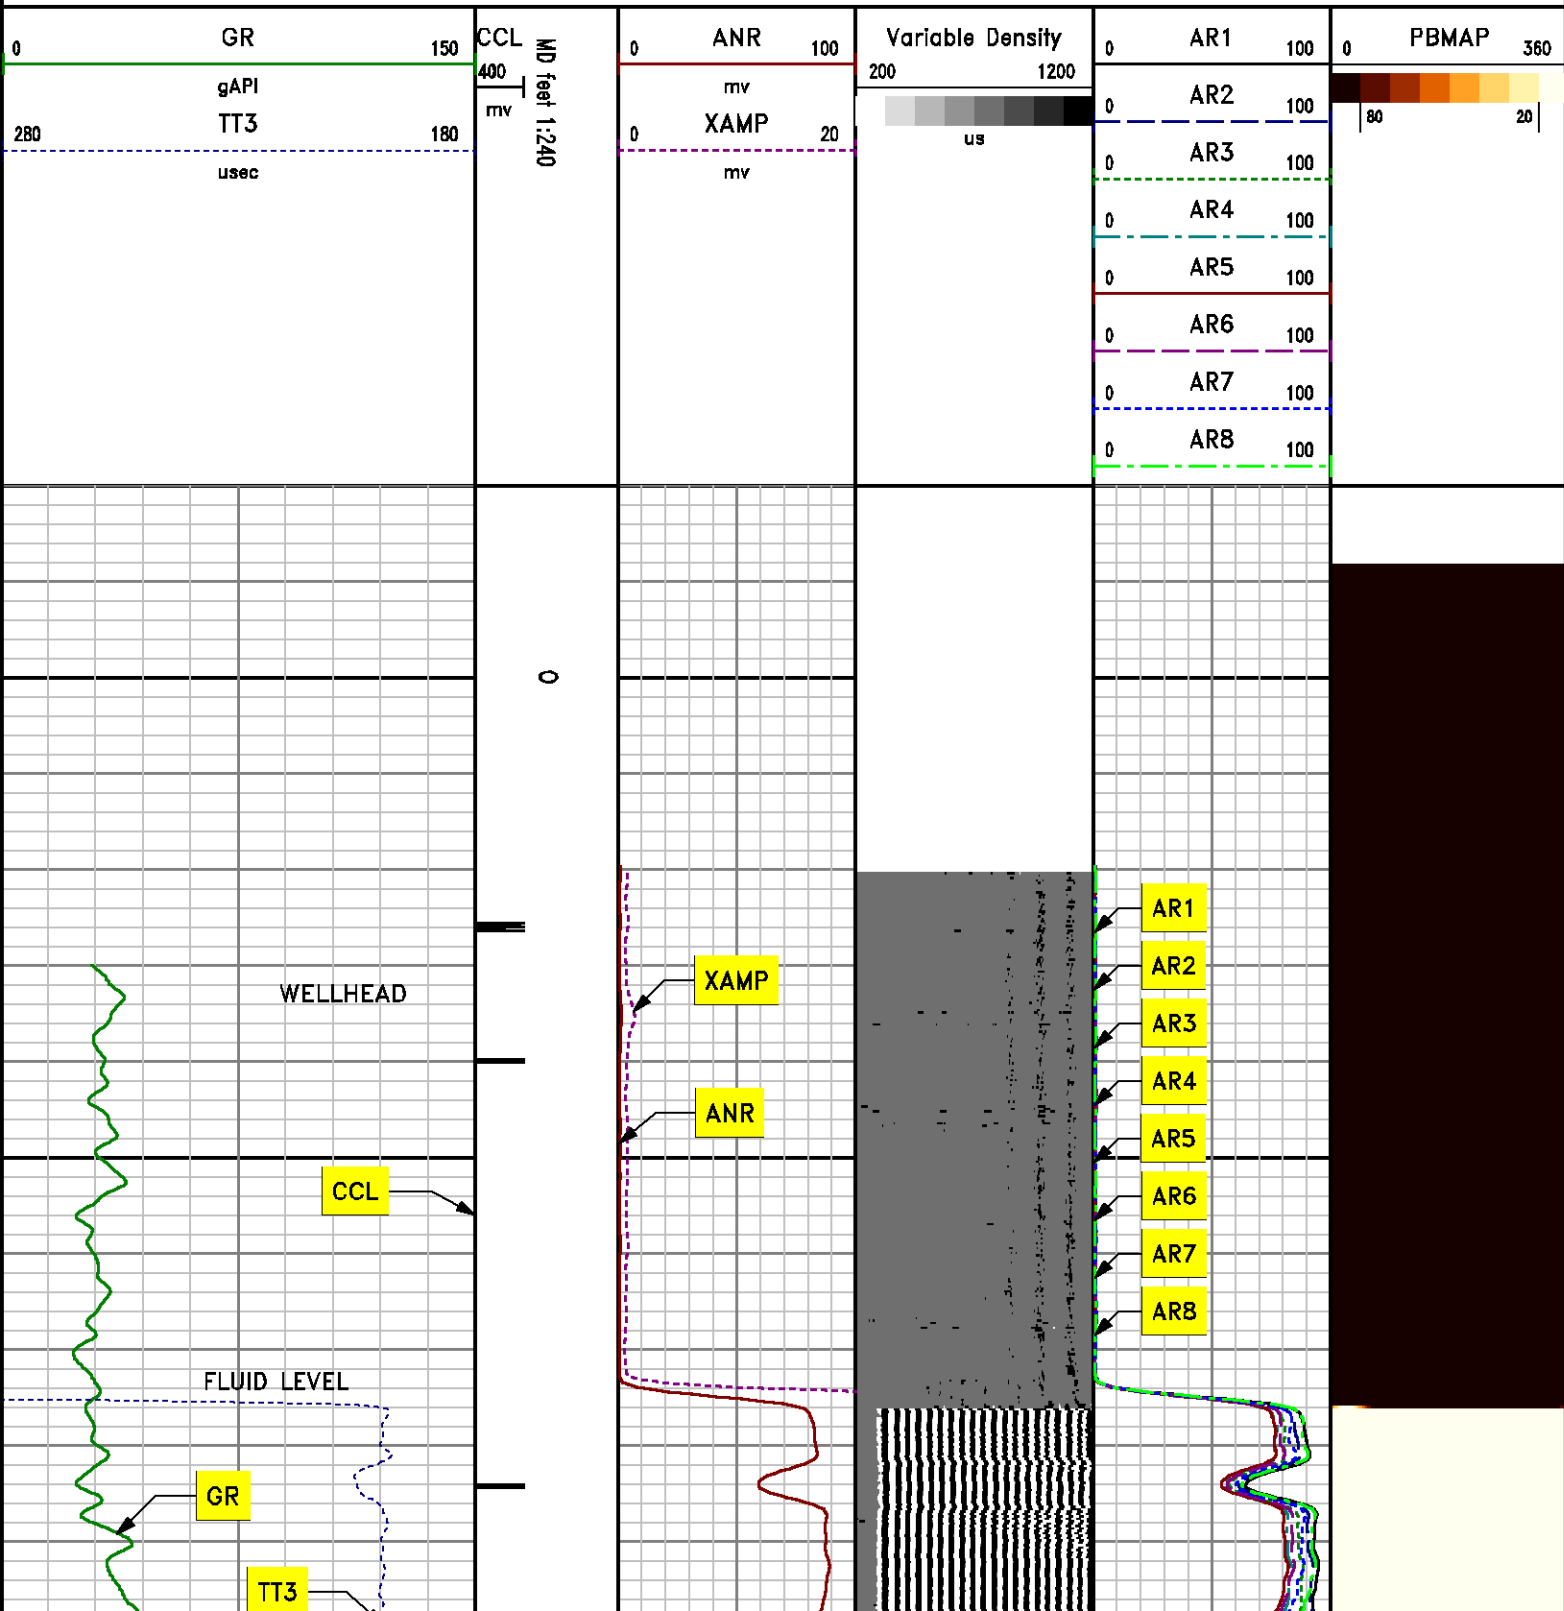 GR
0 150
gAPI
TT3
280 180
usec
CCL
400
mv
MD feet 1:240
ANR
0 100
mv
XAMP
0 20
mv
Variable Density
200 1200
us
AR1
0 100
AR2
0 100
AR3
0 100
AR4
0 100
AR5
0 100
AR6
0 100
AR7
0 100
AR8
0 100
PBMAP
0 360
80 20
0
AR1
AR2
XAMP
WELLHEAD
AR3
AR4
ANR
AR5
CCL
AR6
AR7
AR8
FLUID LEVEL
GR
TT3